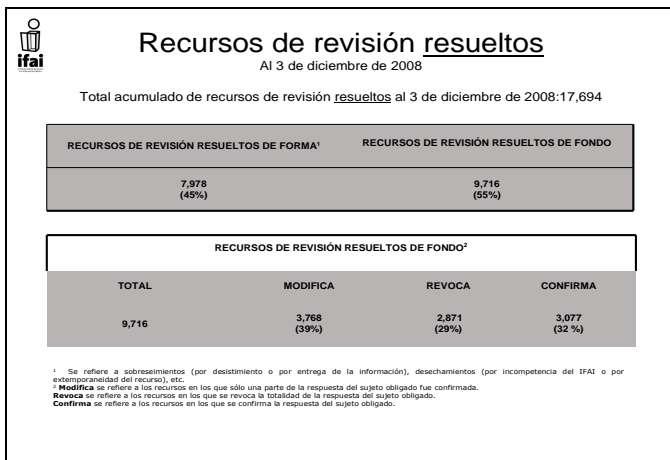 ifai
Recursos de revisión resueltos
Al 3 de diciembre de 2008
Total acumulado de recursos de revisión resueltos al 3 de diciembre de 2008:17,694
RECURSOS DE REVISIÓN RESUELTOS DE FORMA¹ RECURSOS DE REVISIÓN RESUELTOS DE FONDO
7,978 9,716
(45%) (55%)
RECURSOS DE REVISIÓN RESUELTOS DE FONDO²
TOTAL MODIFICA REVOCA CONFIRMA
9,716 3,768 2,871 3,077
(39%) (29%) (32 %)
¹ Se refiere a sobreseimientos (por desistimiento o por entrega de la información), desechamientos (por incompetencia del IFAI o por
extemporaneidad del recurso), etc.
² Modifica se refiere a los recursos en los que sólo una parte de la respuesta del sujeto obligado fue confirmada.
Revoca se refiere a los recursos en los que se revoca la totalidad de la respuesta del sujeto obligado.
Confirma se refiere a los recursos en los que se confirma la respuesta del sujeto obligado.